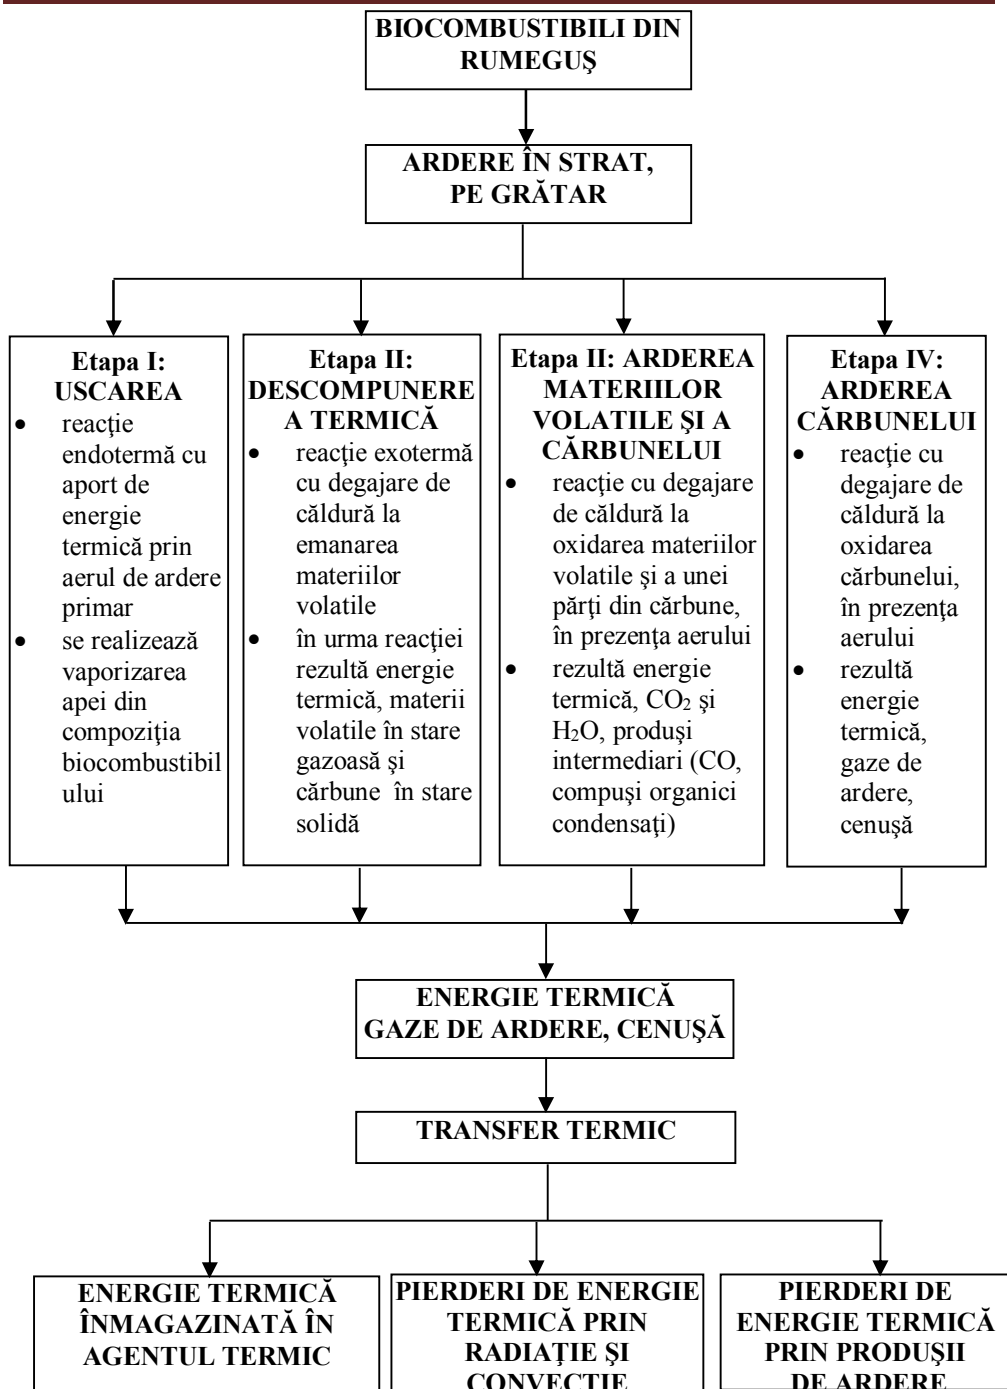 BIOCOMBUSTIBILI DIN
RUMEGUŞ
ARDERE ÎN STRAT,
PE GRĂTAR
Etapa I:
USCAREA
• reacţie
endotermă cu
aport de
energie
termică prin
aerul de ardere
primar
• se realizează
vaporizarea
apei din
compoziţia
biocombustibil
ului
Etapa II:
DESCOMPUNERE
A TERMICĂ
• reacţie exotermă
cu degajare de
căldură la
emanarea
materiilor
volatile
• în urma reacţiei
rezultă energie
termică, materii
volatile în stare
gazoasă şi
cărbune în stare
solidă
Etapa II: ARDEREA
MATERIILOR
VOLATILE ŞI A
CĂRBUNELUI
• reacţie cu degajare
de căldură la
oxidarea materiilor
volatile şi a unei
părţi din cărbune,
în prezenţa aerului
• rezultă energie
termică, CO₂ şi
H₂O, produşi
intermediari (CO,
compuşi organici
condensaţi)
Etapa IV:
ARDEREA
CĂRBUNELUI
• reacţie cu
degajare de
căldură la
oxidarea
cărbunelui,
în prezenţa
aerului
• rezultă
energie
termică,
gaze de
ardere,
cenuşă
ENERGIE TERMICĂ
GAZE DE ARDERE, CENUŞĂ
TRANSFER TERMIC
ENERGIE TERMICĂ
ÎNMAGAZINATĂ ÎN
AGENTUL TERMIC
PIERDERI DE ENERGIE
TERMICĂ PRIN
RADIAŢIE ŞI
CONVECŢIE
PIERDERI DE
ENERGIE TERMICĂ
PRIN PRODUŞII
DE ARDERE